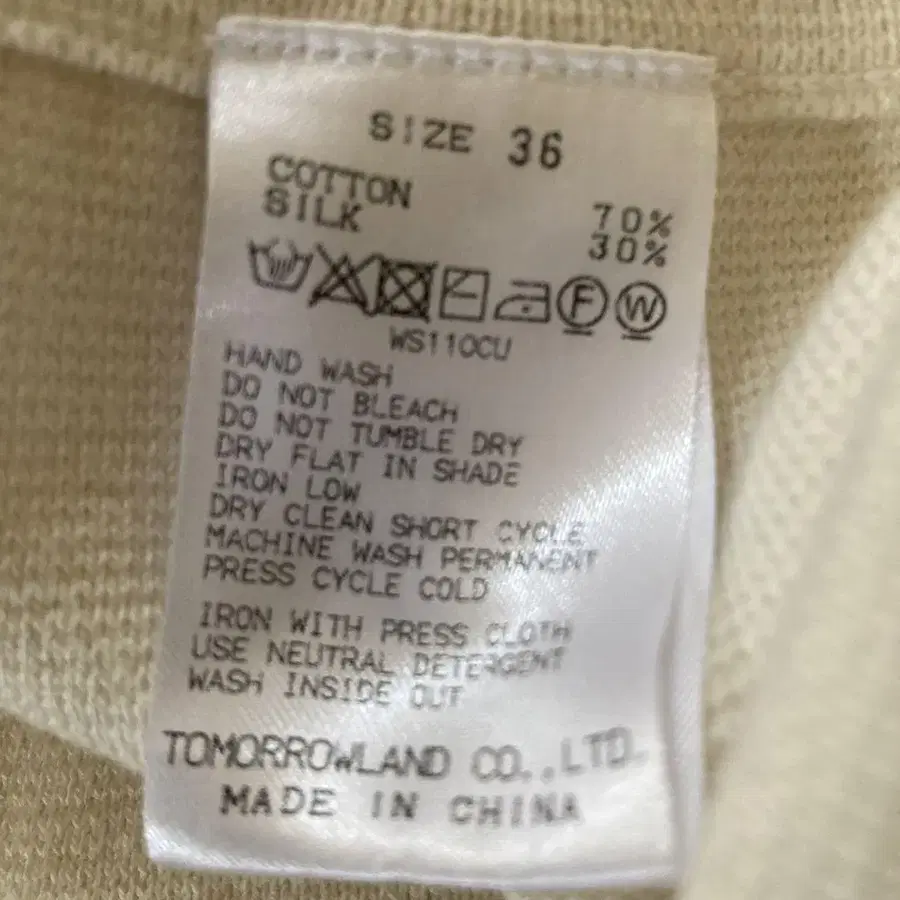 SIZE 36
COTTON 70%
SILK 30%
F W
WS110CU
HAND WASH
DO NOT BLEACH
DO NOT TUMBLE DRY
DRY FLAT IN SHADE
IRON LOW
DRY CLEAN SHORT CYCLE
MACHINE WASH PERMANENT
PRESS CYCLE COLD
IRON WITH PRESS CLOTH
USE NEUTRAL DETERGENT
WASH INSIDE OUT
TOMORROWLAND CO.,LTD.
MADE IN CHINA